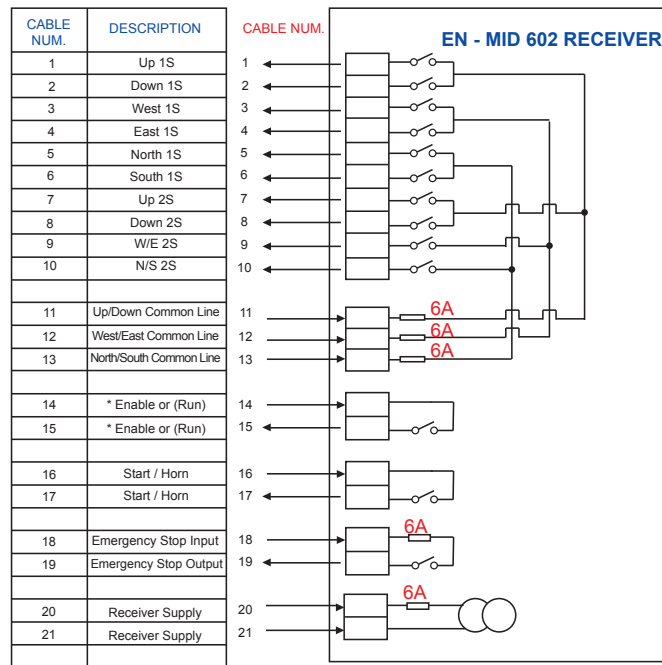 CABLE NUM. DESCRIPTION CABLE NUM. EN - MID 602 RECEIVER
1 Up 1S 1
2 Down 1S 2
3 West 1S 3
4 East 1S 4
5 North 1S 5
6 South 1S 6
7 Up 2S 7
8 Down 2S 8
9 W/E 2S 9
10 N/S 2S 10
11 Up/Down Common Line 11 6A
12 West/East Common Line 12 6A
13 North/South Common Line 13 6A
14 * Enable or (Run) 14
15 * Enable or (Run) 15
16 Start / Horn 16
17 Start / Horn 17
18 Emergency Stop Input 18 6A
19 Emergency Stop Output 19
20 Receiver Supply 20 6A
21 Receiver Supply 21